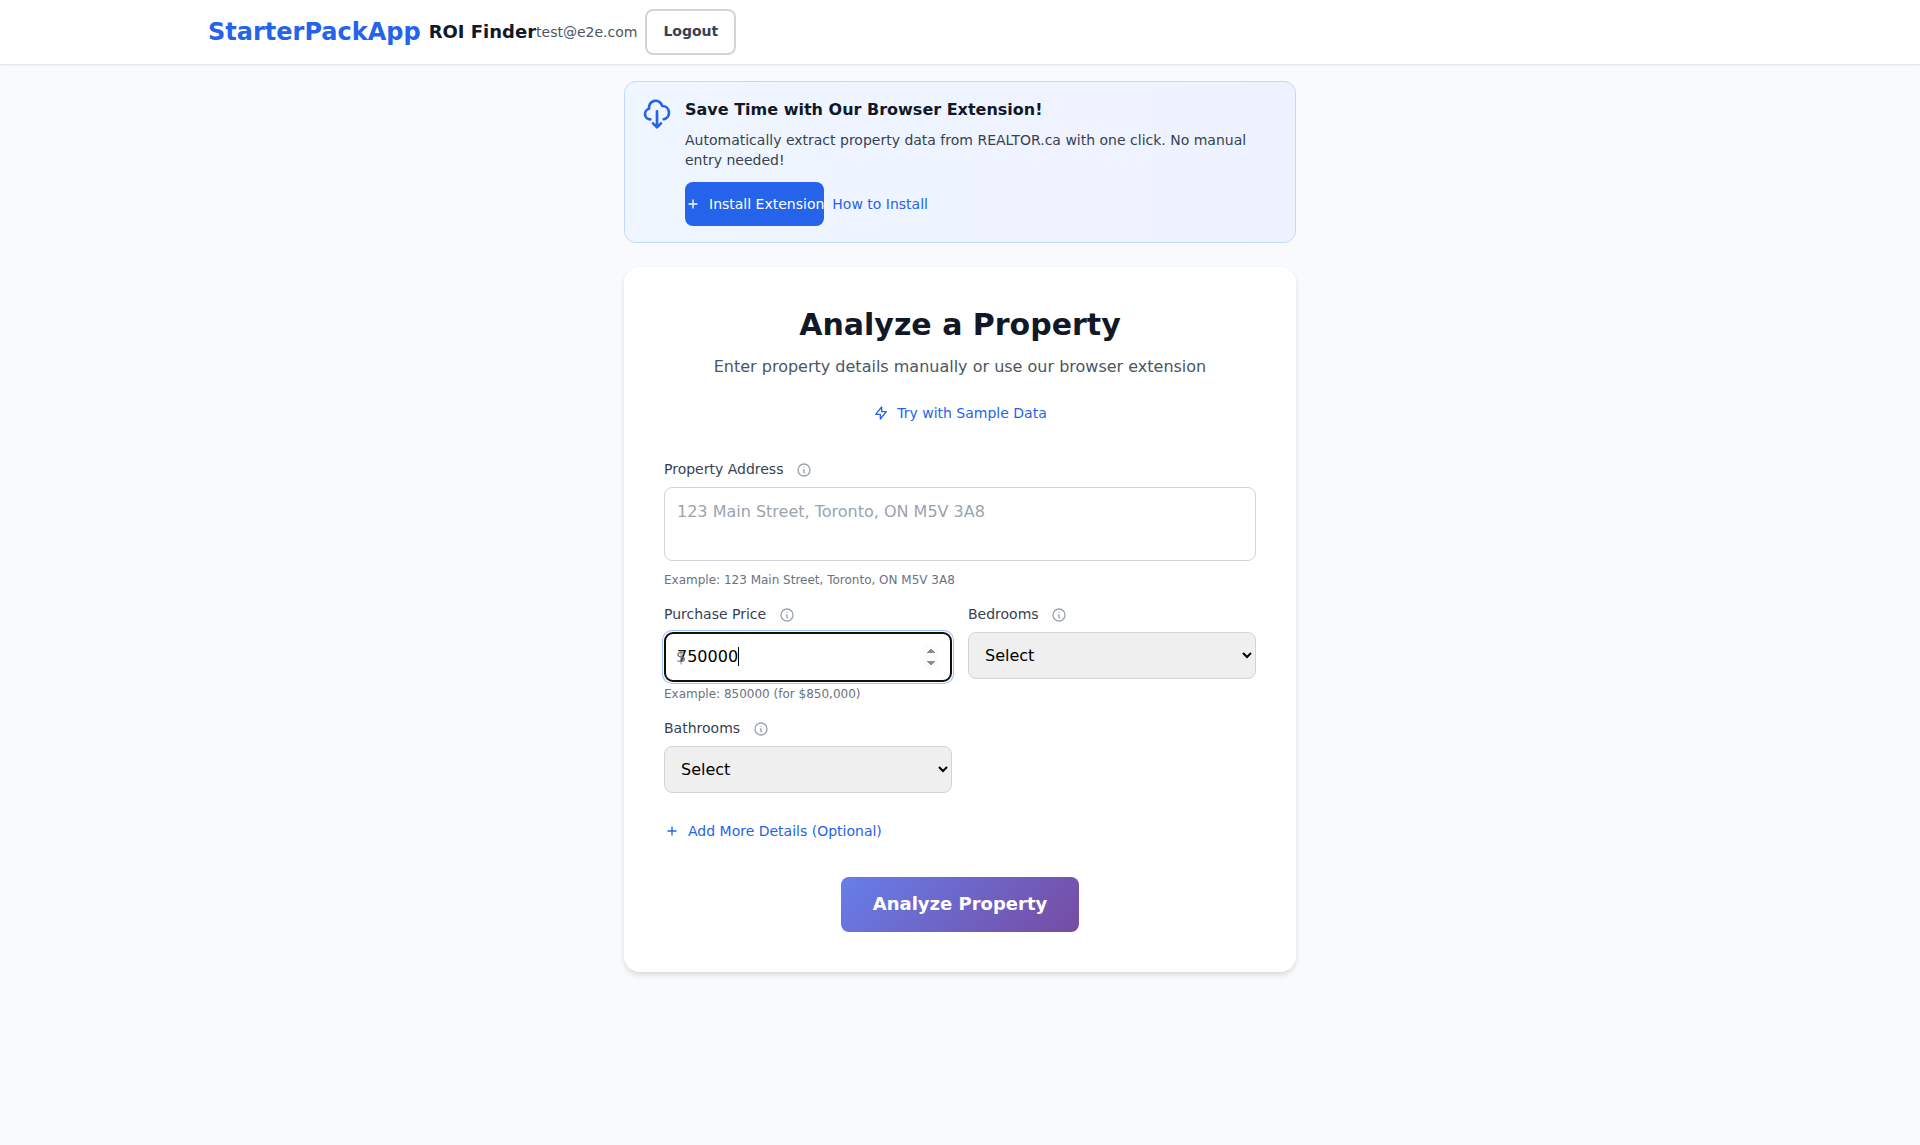 StarterPackApp ROI Finder test@e2e.com Logout
Save Time with Our Browser Extension!
Automatically extract property data from REALTOR.ca with one click. No manual
entry needed!
+ Install Extension How to Install
Analyze a Property
Enter property details manually or use our browser extension
Try with Sample Data
Property Address
123 Main Street, Toronto, ON M5V 3A8
Example: 123 Main Street, Toronto, ON M5V 3A8
Purchase Price Bedrooms
$750000 Select
Example: 850000 (for $850,000)
Bathrooms
Select
+ Add More Details (Optional)
Analyze Property